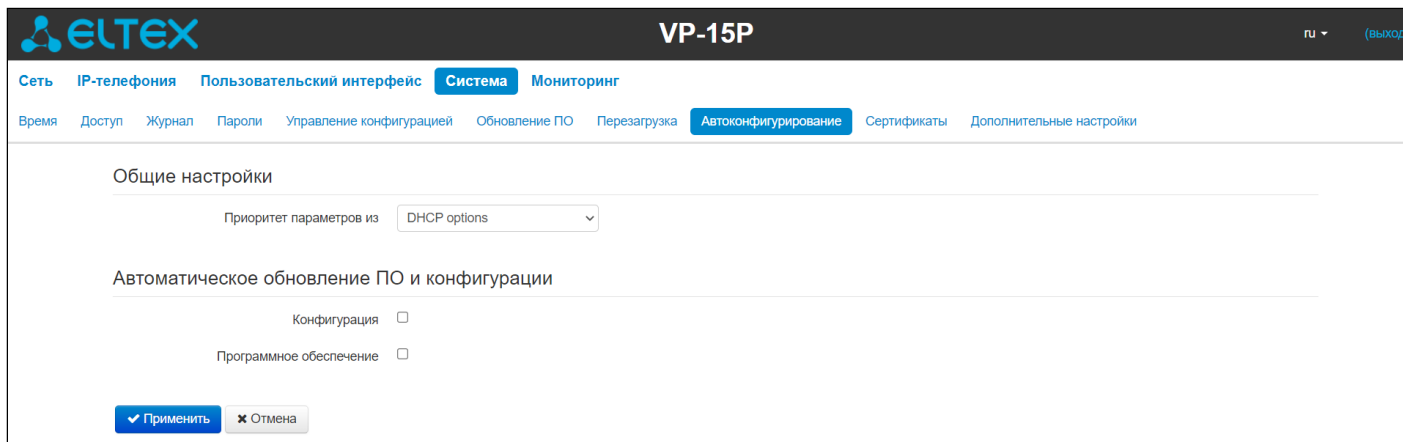 ELTEX VP-15P ru (выход
Сеть IP-телефония Пользовательский интерфейс Система Мониторинг
Время Доступ Журнал Пароли Управление конфигурацией Обновление ПО Перезагрузка Автоконфигурирование Сертификаты Дополнительные настройки
Общие настройки
Приоритет параметров из DHCP options
Автоматическое обновление ПО и конфигурации
Конфигурация
Программное обеспечение
Применить Отмена